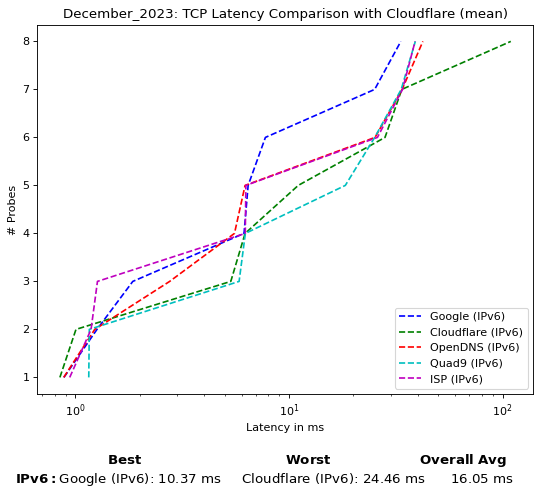 December_2023: TCP Latency Comparison with Cloudflare (mean)
8
7
6
5
4
3
2
1
# Probes
Google (IPv6)
Cloudflare (IPv6)
OpenDNS (IPv6)
Quad9 (IPv6)
ISP (IPv6)
10⁰ 10¹ 10²
Latency in ms
Best Worst Overall Avg
IPv6: Google (IPv6): 10.37 ms Cloudflare (IPv6): 24.46 ms 16.05 ms